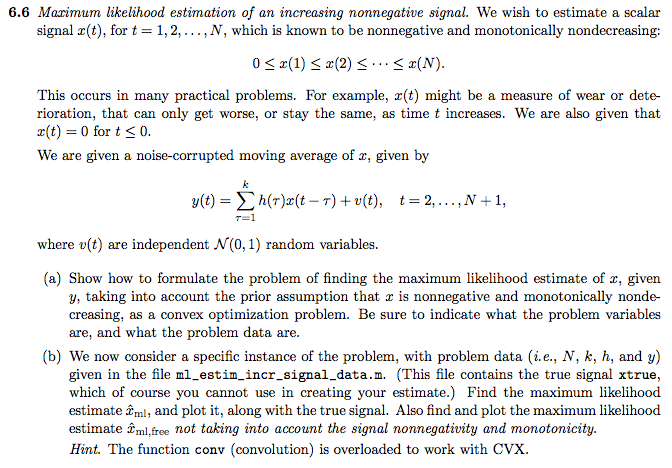 6.6 Maximum likelihood estimation of an increasing nonnegative signal. We wish to estimate a scalar
signal x(t), for t = 1, 2, . . . , N, which is known to be nonnegative and monotonically nondecreasing:
0 ≤ x(1) ≤ x(2) ≤ · · · ≤ x(N).
This occurs in many practical problems. For example, x(t) might be a measure of wear or dete-
rioration, that can only get worse, or stay the same, as time t increases. We are also given that
x(t) = 0 for t ≤ 0.
We are given a noise-corrupted moving average of x, given by
y(t) = ∑_{τ=1}^{k} h(τ)x(t − τ) + v(t), t = 2, . . . , N + 1,
where v(t) are independent 𝒩(0, 1) random variables.
(a) Show how to formulate the problem of finding the maximum likelihood estimate of x, given
y, taking into account the prior assumption that x is nonnegative and monotonically nonde-
creasing, as a convex optimization problem. Be sure to indicate what the problem variables
are, and what the problem data are.
(b) We now consider a specific instance of the problem, with problem data (i.e., N, k, h, and y)
given in the file ml_estim_incr_signal_data.m. (This file contains the true signal xtrue,
which of course you cannot use in creating your estimate.) Find the maximum likelihood
estimate x̂ml, and plot it, along with the true signal. Also find and plot the maximum likelihood
estimate x̂ml,free not taking into account the signal nonnegativity and monotonicity.
Hint. The function conv (convolution) is overloaded to work with CVX.